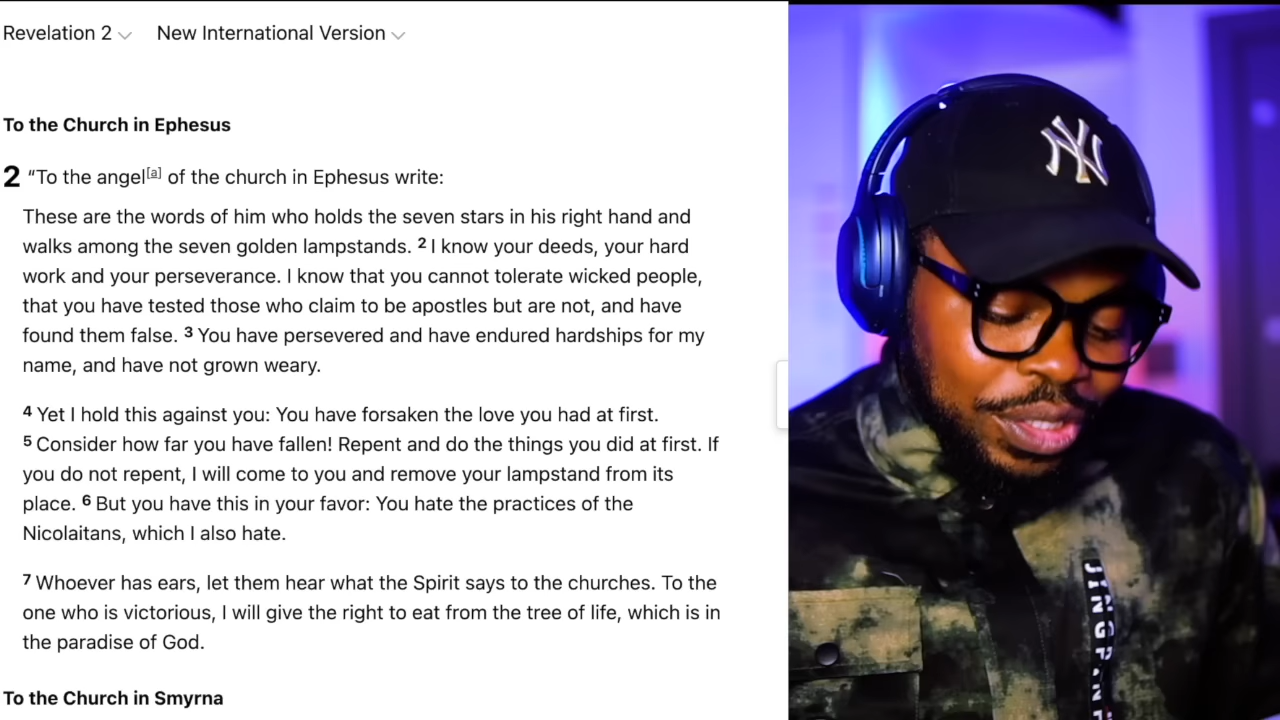 Revelation 2 New International Version
To the Church in Ephesus
2 “To the angel[a] of the church in Ephesus write:
These are the words of him who holds the seven stars in his right hand and
walks among the seven golden lampstands. 2 I know your deeds, your hard
work and your perseverance. I know that you cannot tolerate wicked people,
that you have tested those who claim to be apostles but are not, and have
found them false. 3 You have persevered and have endured hardships for my
name, and have not grown weary.
4 Yet I hold this against you: You have forsaken the love you had at first.
5 Consider how far you have fallen! Repent and do the things you did at first. If
you do not repent, I will come to you and remove your lampstand from its
place. 6 But you have this in your favor: You hate the practices of the
Nicolaitans, which I also hate.
7 Whoever has ears, let them hear what the Spirit says to the churches. To the
one who is victorious, I will give the right to eat from the tree of life, which is in
the paradise of God.
To the Church in Smyrna
NY